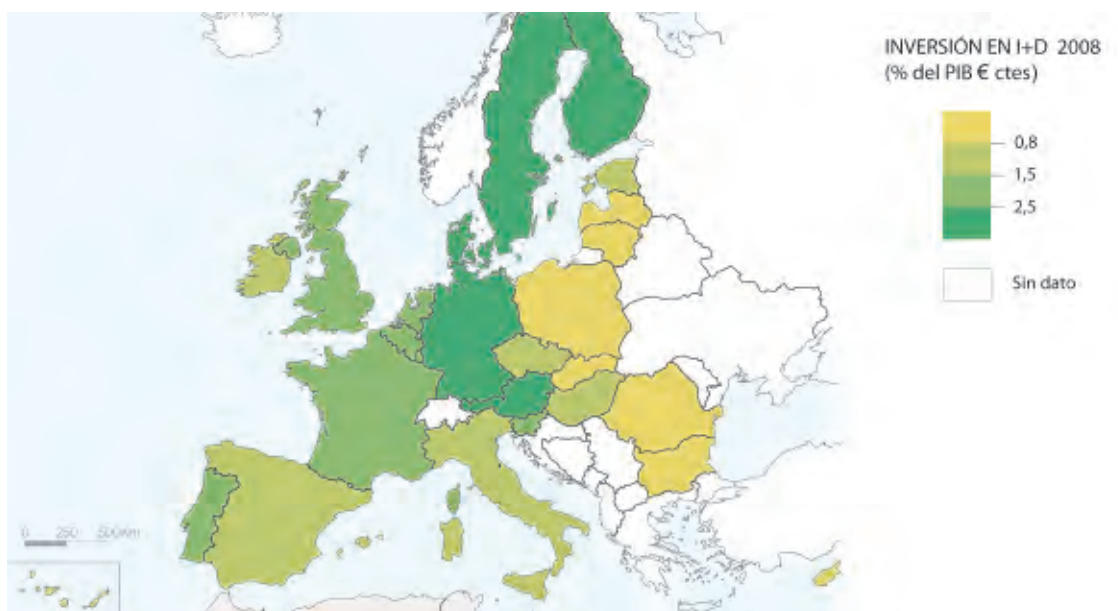 INVERSIÓN EN I+D 2008
(% del PIB € ctes)
0,8
1,5
2,5
Sin dato
0 250 500Km